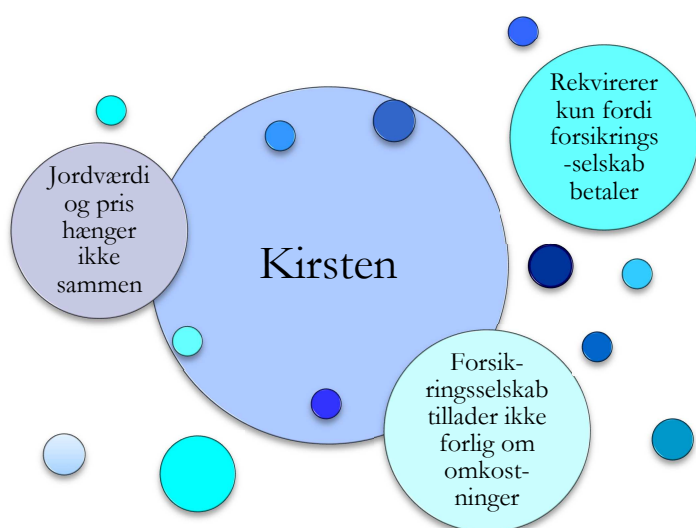 Rekvirerer
kun fordi
forsikrings
-selskab
betaler
Jordværdi
og pris
hænger
ikke
sammen
Kirsten
Forsik-
ringsselskab
tillader ikke
forlig om
omkost-
ninger